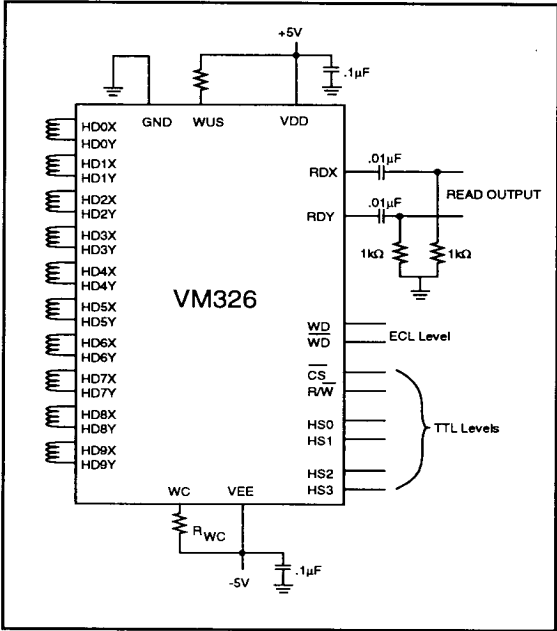 +5V
.1µF
GND WUS VDD
HD0X
HD0Y
HD1X
HD1Y
HD2X
HD2Y
HD3X
HD3Y
HD4X
HD4Y
HD5X
HD5Y
HD6X
HD6Y
HD7X
HD7Y
HD8X
HD8Y
HD9X
HD9Y
VM326
RDX
.01µF
READ OUTPUT
RDY
.01µF
1kΩ 1kΩ
WD
W̅D̅
ECL Level
C̅S̅
R/W̅
HS0
HS1
HS2
HS3
TTL Levels
WC VEE
RWC
.1µF
-5V